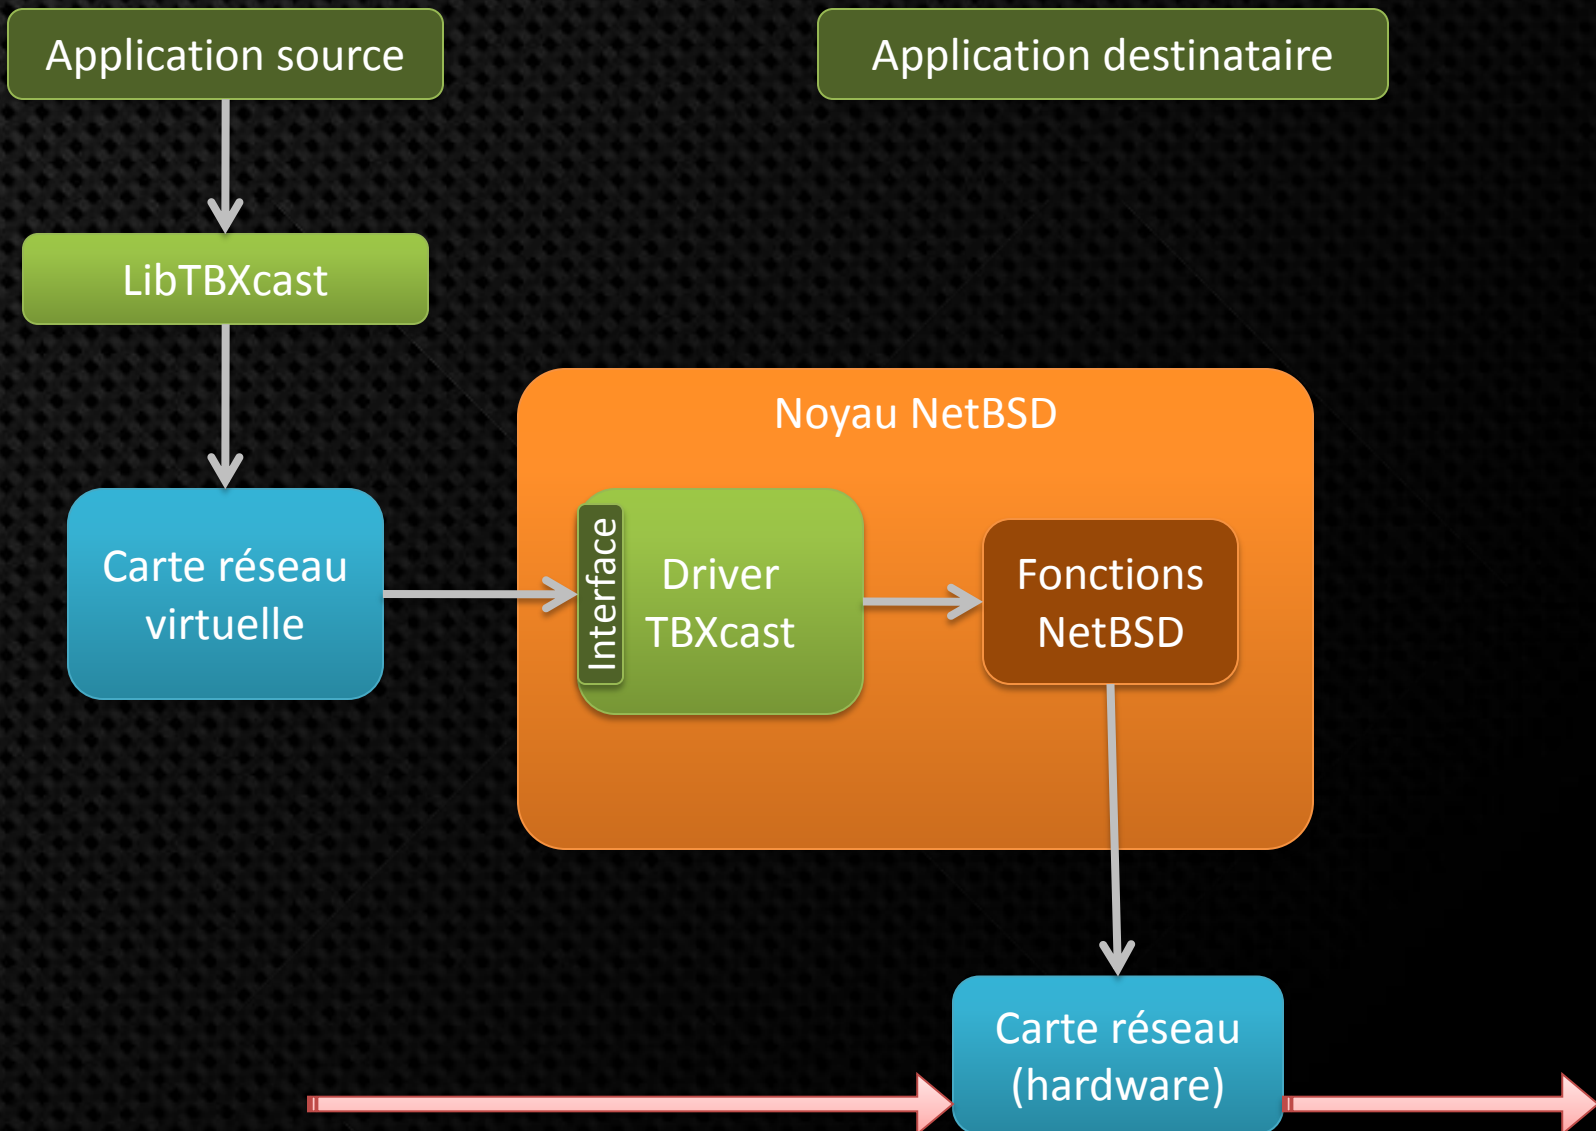 Application source
Application destinataire
LibTBXcast
Noyau NetBSD
Carte réseau
virtuelle
Interface
Driver
TBXcast
Fonctions
NetBSD
Carte réseau
(hardware)